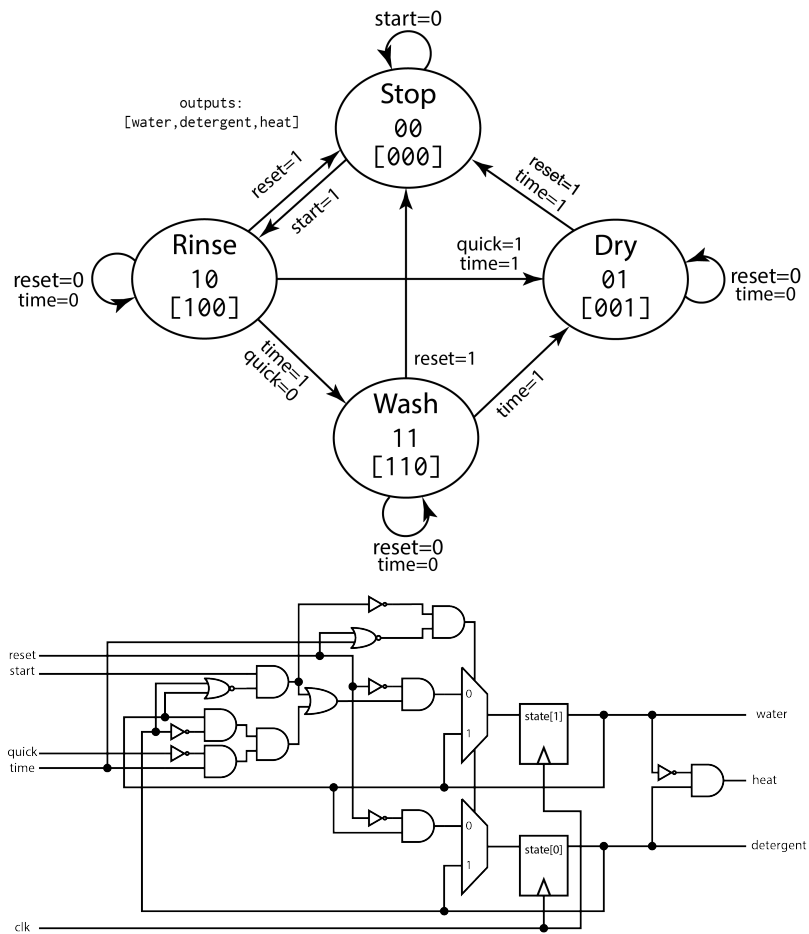 start=0
Stop
00
[000]
outputs:
[water,detergent,heat]
reset=1
start=1
reset=1
time=1
Rinse
10
[100]
reset=0
time=0
quick=1
time=1
Dry
01
[001]
reset=0
time=0
time=1
quick=0
reset=1
time=1
Wash
11
[110]
reset=0
time=0
reset
start
quick
time
clk
0
1
state[1]
water
heat
0
1
state[0]
detergent